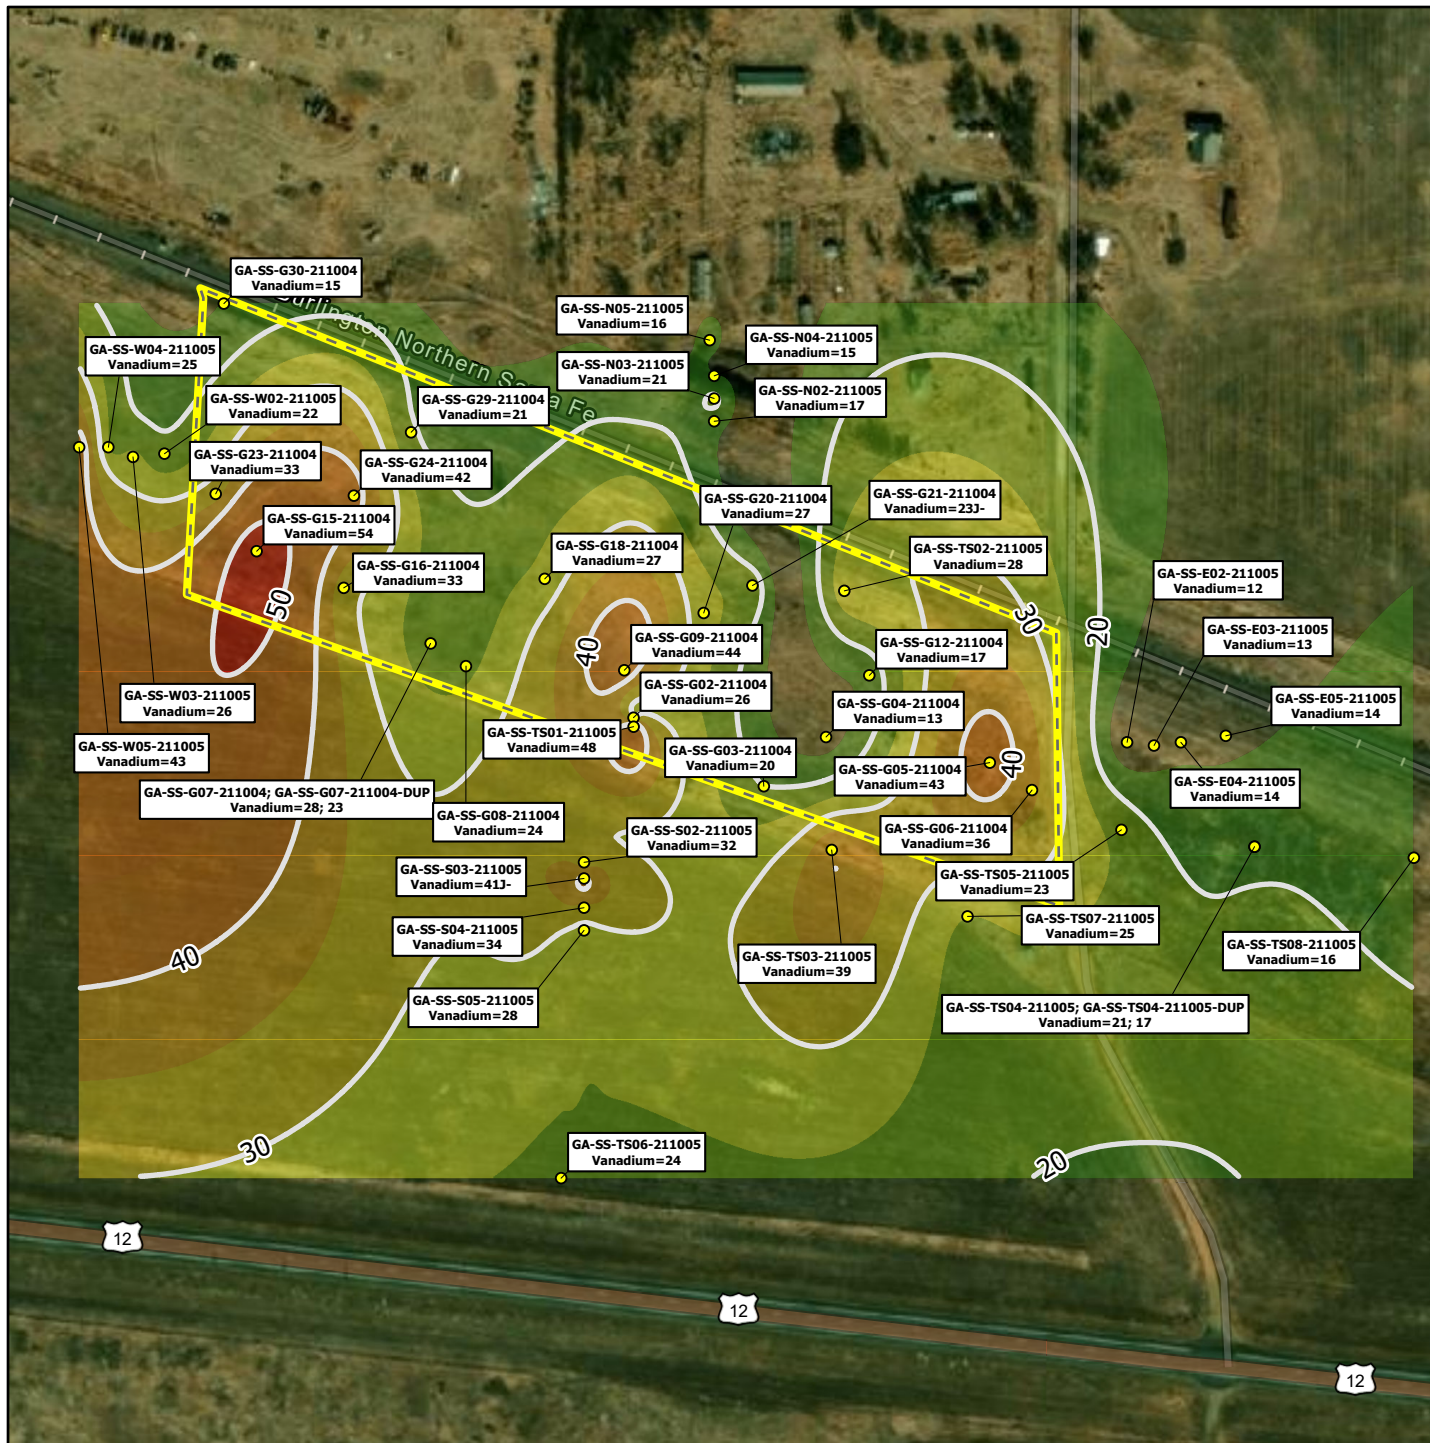 GA-SS-G30-211004
Vanadium=15
Burlington Northern Santa Fe
GA-SS-N05-211005
Vanadium=16
GA-SS-N04-211005
Vanadium=15
GA-SS-W04-211005
Vanadium=25
GA-SS-N03-211005
Vanadium=21
GA-SS-W02-211005
Vanadium=22
GA-SS-G29-211004
Vanadium=21
GA-SS-N02-211005
Vanadium=17
GA-SS-G23-211004
Vanadium=33
GA-SS-G24-211004
Vanadium=42
GA-SS-G20-211004
Vanadium=27
GA-SS-G21-211004
Vanadium=23J-
GA-SS-G15-211004
Vanadium=54
GA-SS-G18-211004
Vanadium=27
GA-SS-TS02-211005
Vanadium=28
GA-SS-G16-211004
Vanadium=33
GA-SS-E02-211005
Vanadium=12
50
30
20
GA-SS-E03-211005
Vanadium=13
40
GA-SS-G09-211004
Vanadium=44
GA-SS-G12-211004
Vanadium=17
GA-SS-W03-211005
Vanadium=26
GA-SS-G02-211004
Vanadium=26
GA-SS-G04-211004
Vanadium=13
GA-SS-E05-211005
Vanadium=14
GA-SS-TS01-211005
Vanadium=48
GA-SS-W05-211005
Vanadium=43
GA-SS-G03-211004
Vanadium=20
GA-SS-G05-211004
Vanadium=43
40
GA-SS-E04-211005
Vanadium=14
GA-SS-G07-211004; GA-SS-G07-211004-DUP
Vanadium=28; 23
GA-SS-G08-211004
Vanadium=24
GA-SS-S02-211005
Vanadium=32
GA-SS-G06-211004
Vanadium=36
GA-SS-S03-211005
Vanadium=41J-
GA-SS-TS05-211005
Vanadium=23
GA-SS-S04-211005
Vanadium=34
GA-SS-TS07-211005
Vanadium=25
40
GA-SS-TS03-211005
Vanadium=39
GA-SS-TS08-211005
Vanadium=16
GA-SS-S05-211005
Vanadium=28
GA-SS-TS04-211005; GA-SS-TS04-211005-DUP
Vanadium=21; 17
30
GA-SS-TS06-211005
Vanadium=24
20
12
12
12